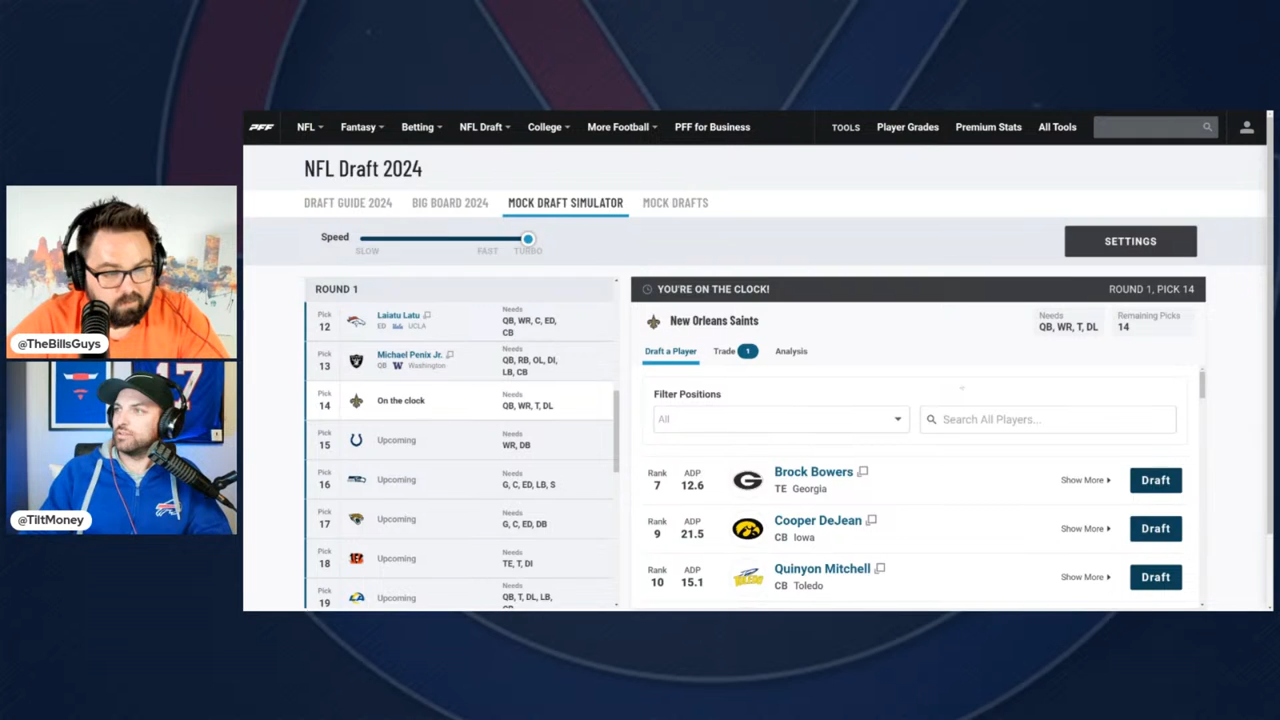 PFF
NFL
Fantasy
Betting
NFL Draft
College
More Football
PFF for Business
TOOLS
Player Grades
Premium Stats
All Tools
NFL Draft 2024
DRAFT GUIDE 2024
BIG BOARD 2024
MOCK DRAFT SIMULATOR
MOCK DRAFTS
Speed
SLOW
FAST
TURBO
SETTINGS
ROUND 1
Pick
12
Laiatu Latu
ED
UCLA
Needs
QB, WR, C, ED,
CB
Pick
13
Michael Penix Jr.
QB W Washington
Needs
QB, RB, OL, DI,
LB, CB
Pick
14
On the clock
Needs
QB, WR, T, DL
Pick
15
Upcoming
Needs
WR, DB
Pick
16
Upcoming
Needs
G, C, ED, LB, S
Pick
17
Upcoming
Needs
G, C, ED, DB
Pick
18
Upcoming
Needs
TE, T, DI
Pick
19
Upcoming
Needs
QB, T, DL, LB,
YOU'RE ON THE CLOCK!
ROUND 1, PICK 14
New Orleans Saints
Needs
QB, WR, T, DL
Remaining Picks
14
Draft a Player
Trade 1
Analysis
Filter Positions
All
Search All Players...
Rank
7
ADP
12.6
G
Brock Bowers
TE Georgia
Show More
Draft
Rank
9
ADP
21.5
Cooper DeJean
CB Iowa
Show More
Draft
Rank
10
ADP
15.1
Quinyon Mitchell
CB Toledo
Show More
Draft
@TheBillsGuys
17
@TiltMoney